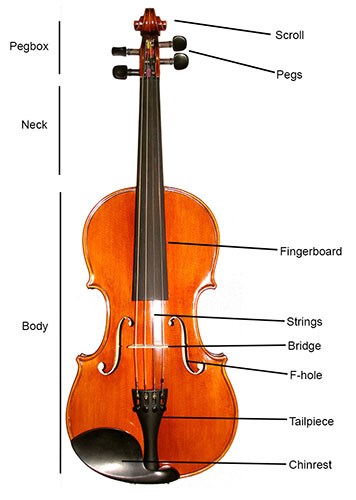 Scroll
Pegbox
Pegs
Neck
Fingerboard
Strings
Body
Bridge
F-hole
Tailpiece
Chinrest